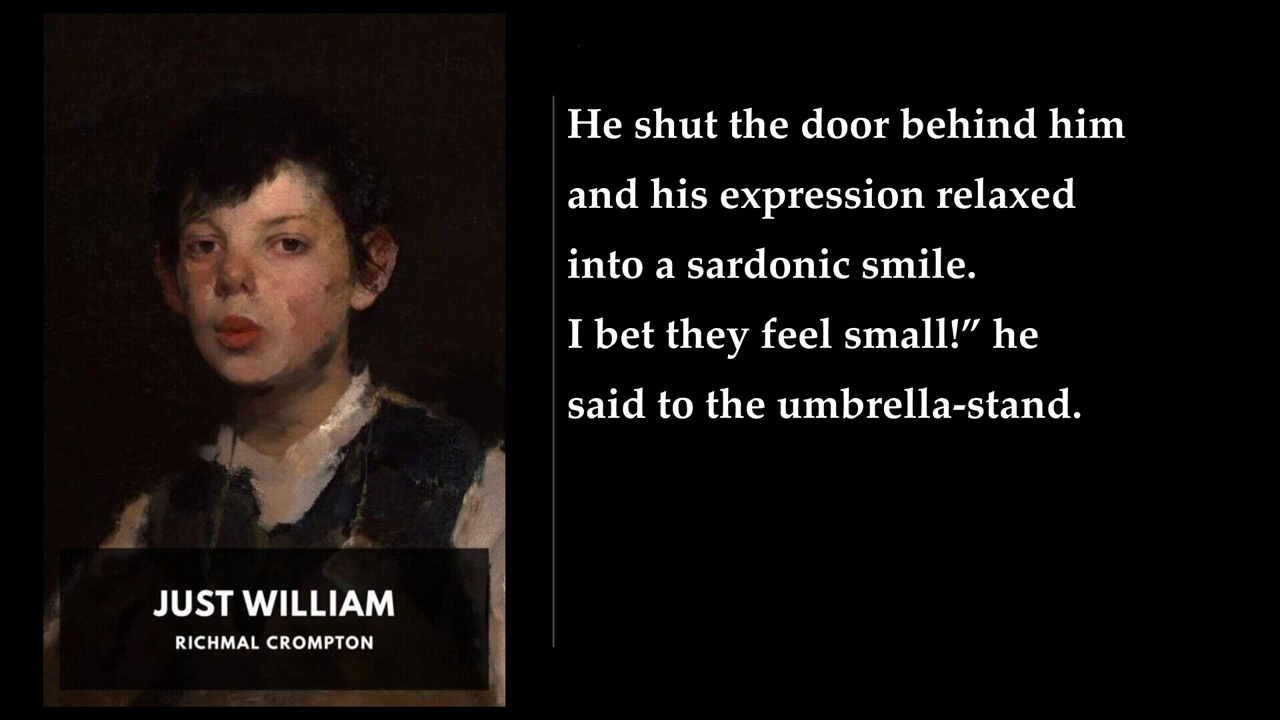 JUST WILLIAM
RICHMAL CROMPTON
He shut the door behind him
and his expression relaxed
into a sardonic smile.
I bet they feel small!” he
said to the umbrella-stand.